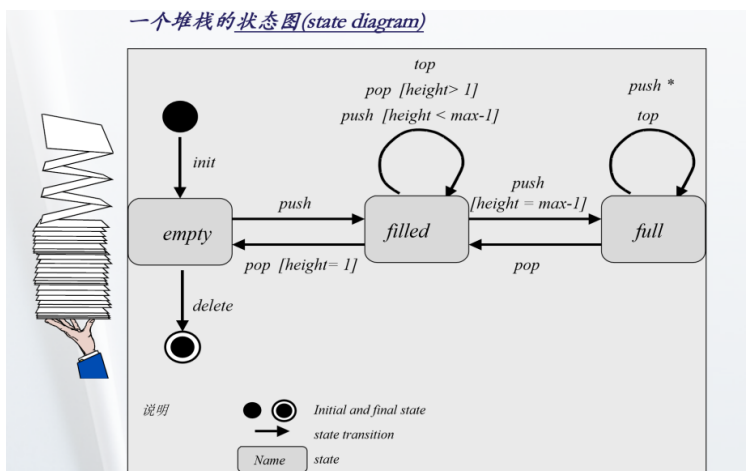 一个堆栈的状态图(state diagram)
top
pop [height> 1]
push [height < max-1]
push *
top
init
push
push
[height = max-1]
empty
filled
full
pop [height= 1]
pop
delete
说明
Initial and final state
state transition
Name
state